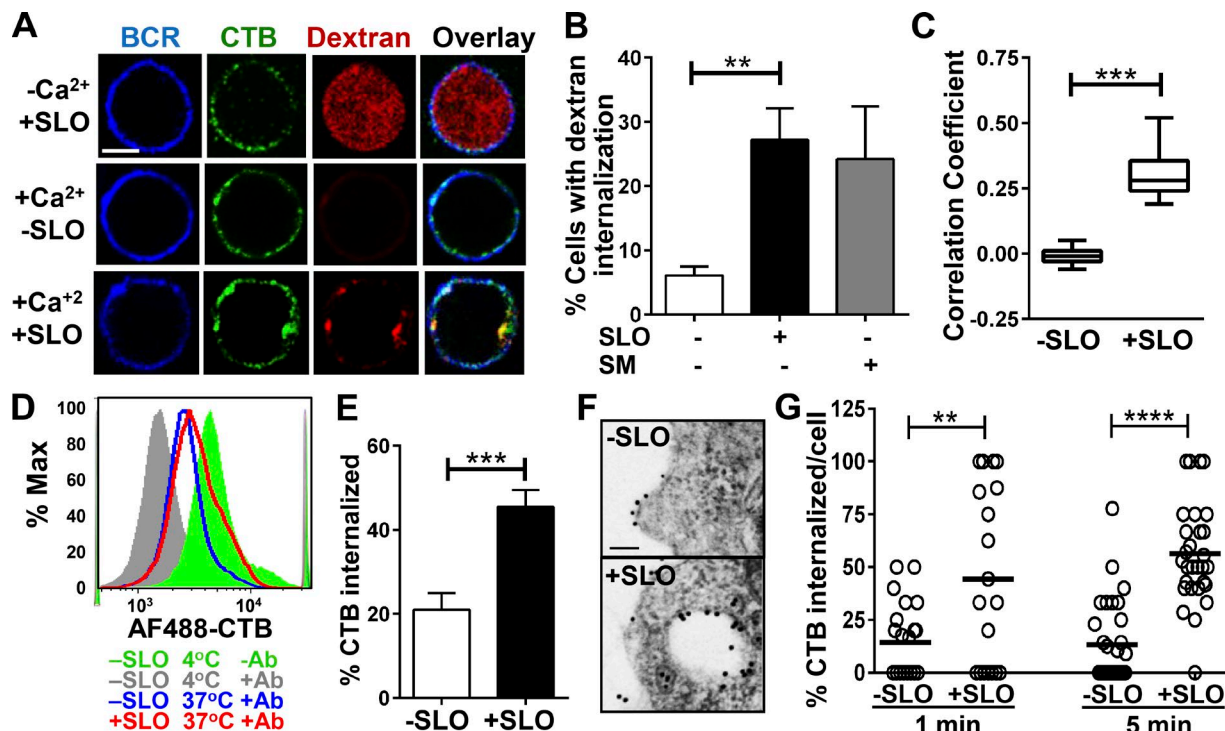 A
BCR CTB Dextran Overlay
-Ca2+
+SLO
+Ca2+
-SLO
+Ca+2
+SLO
B
% Cells with dextran
internalization
40
30
20
10
0
**
SLO - + -
SM - - +
C
Correlation Coefficient
0.75
0.50
0.25
0.00
-0.25
***
-SLO +SLO
D
% Max
100
80
60
40
20
0
10³ 10⁴
AF488-CTB
–SLO 4°C -Ab
–SLO 4°C +Ab
–SLO 37°C +Ab
+SLO 37°C +Ab
E
% CTB internalized
60
40
20
0
***
-SLO +SLO
F
-SLO
+SLO
G
% CTB internalized/cell
125
100
75
50
25
0
** ****
-SLO +SLO -SLO +SLO
1 min 5 min